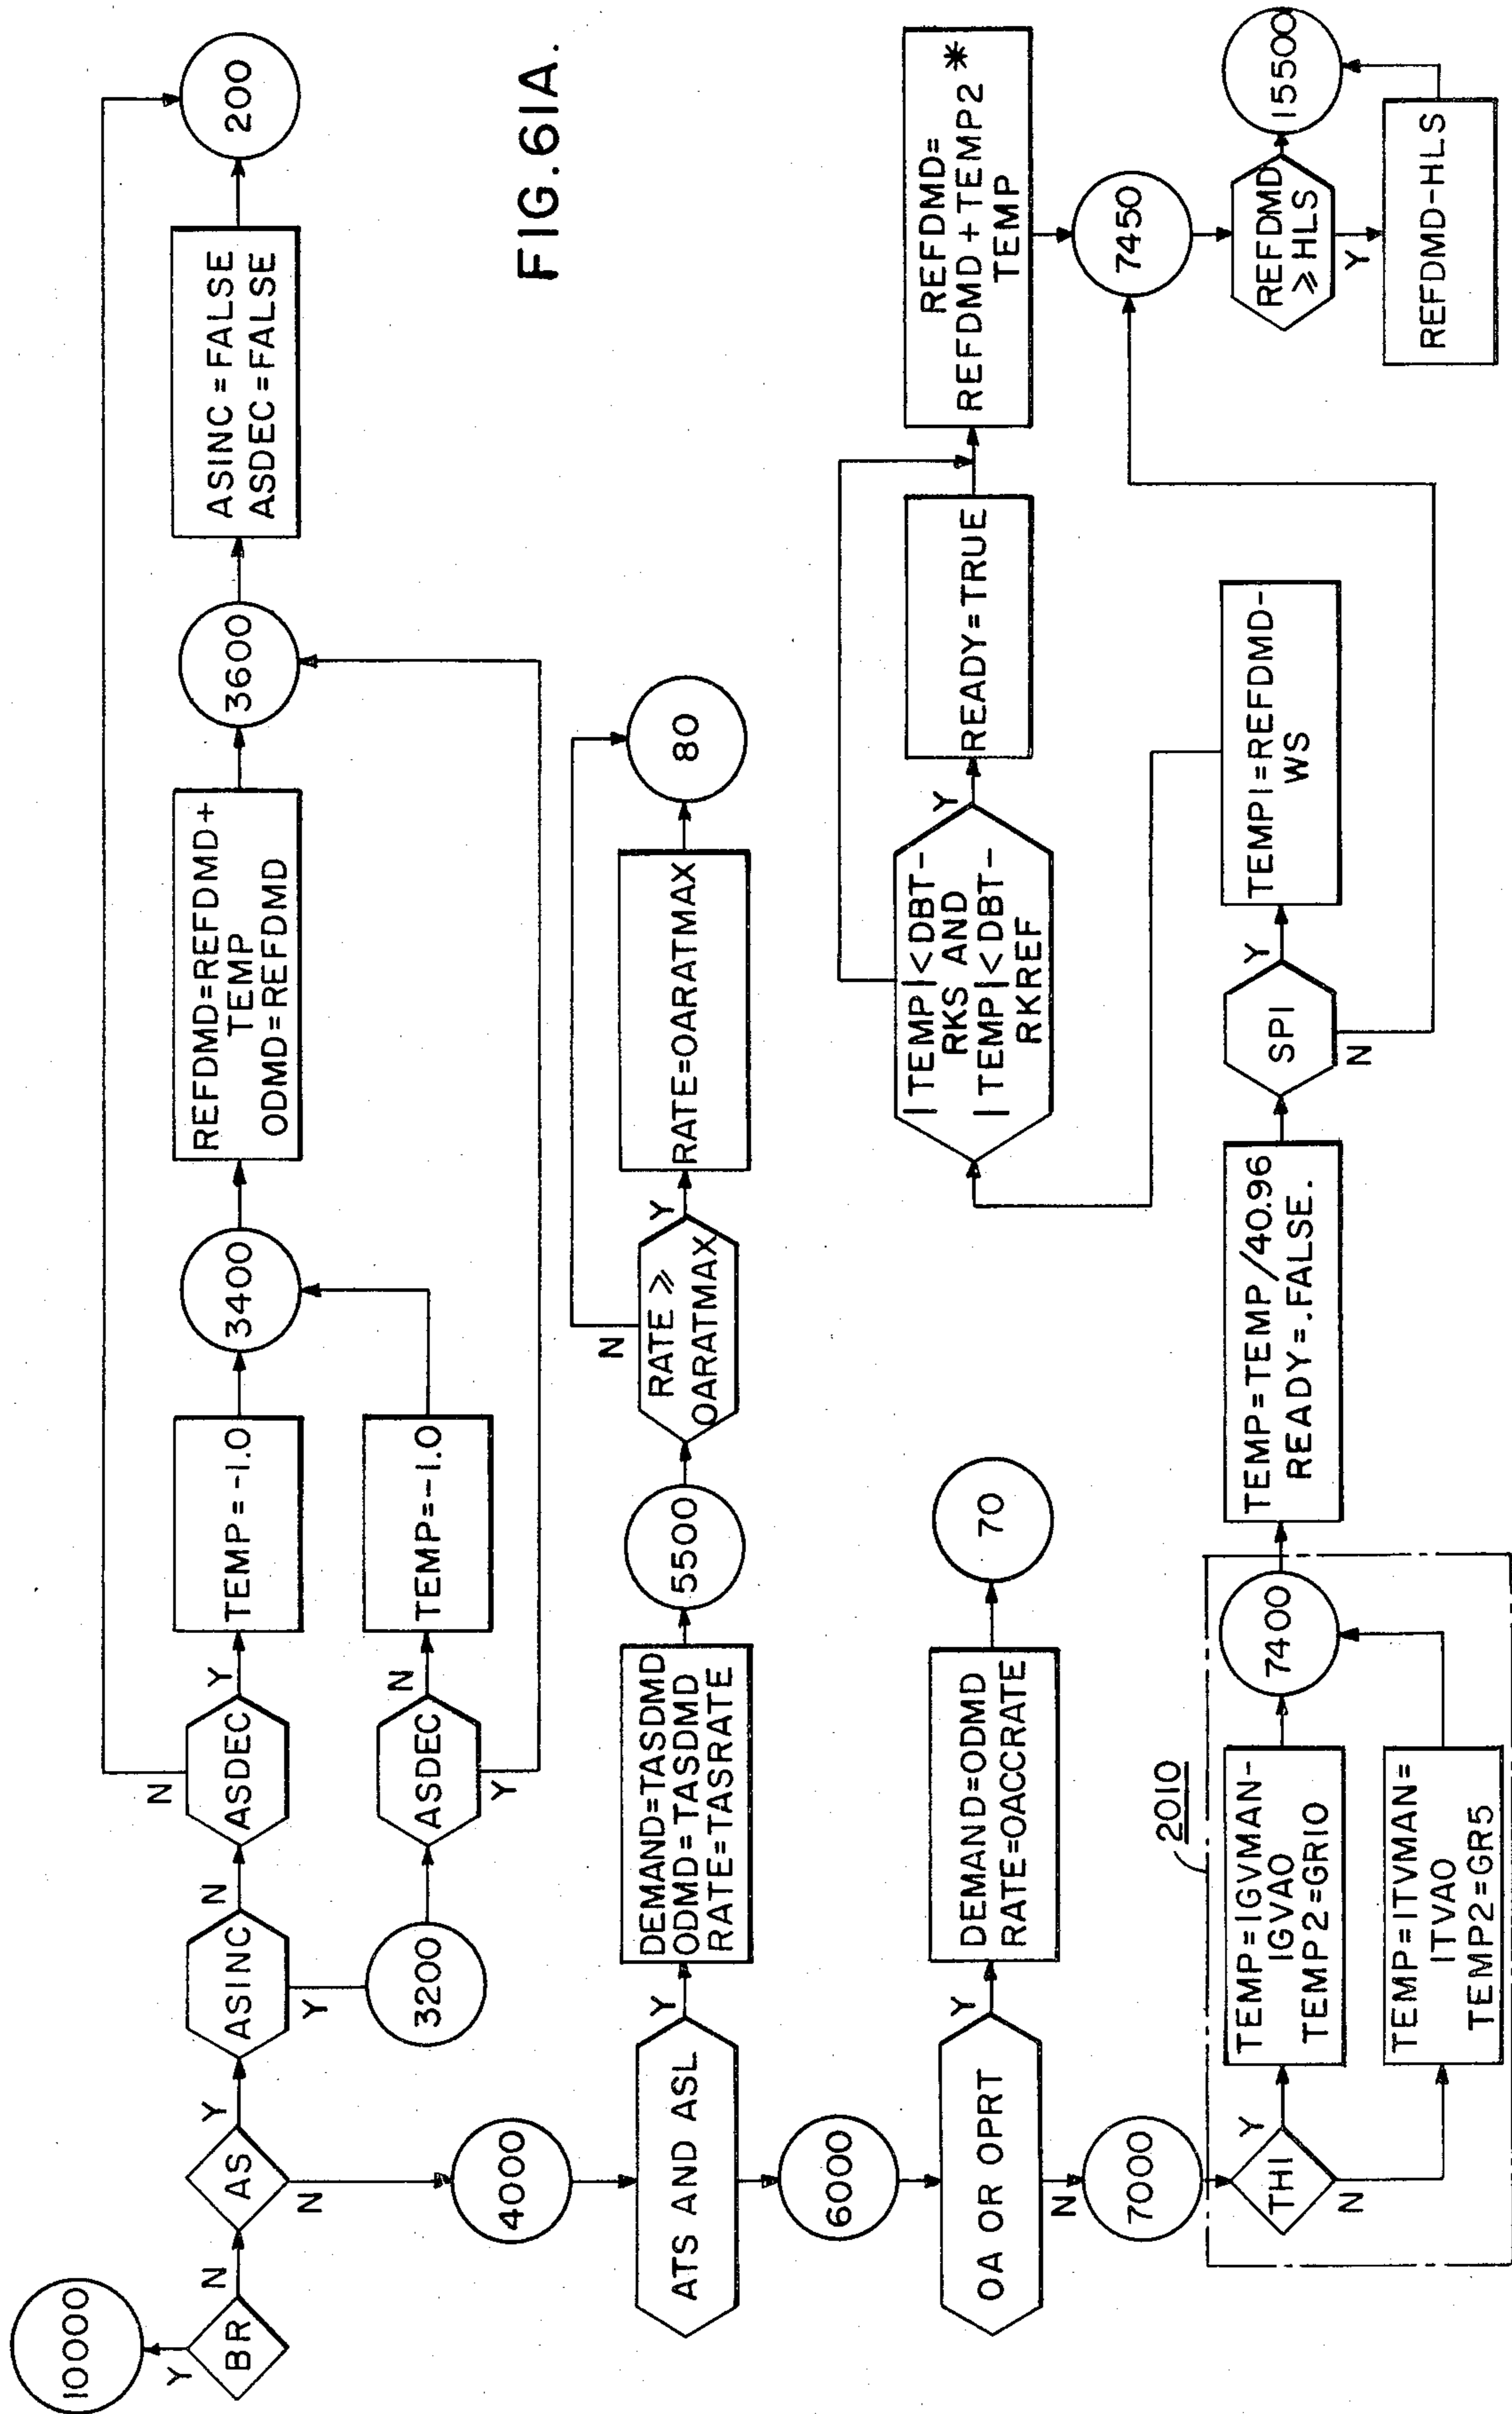 FIG.61A.
10000
Y
BR
N
AS
Y
N
ASINC
N
Y
ASDEC
N
Y
TEMP=-1.0
3400
REFDMD=REFDMD+
TEMP
ODMD=REFDMD
3600
ASINC=FALSE
ASDEC=FALSE
200
3200
ASDEC
N
Y
TEMP=-1.0
4000
ATS AND ASL
Y
DEMAND=TASDMD
ODMD=TASDMD
RATE=TASRATE
5500
RATE ≥
OARATMAX
N
Y
RATE=OARATMAX
80
6000
OA OR OPRT
Y
N
DEMAND=ODMD
RATE=OACCRATE
70
7000
2010
THI
Y
N
TEMP=IGVMAN-
IGVAO
TEMP2=GR10
7400
TEMP=ITVMAN=
ITVAO
TEMP2=GR5
TEMP=TEMP/40.96
READY=.FALSE.
SPI
Y
N
TEMP1=REFDMD-
WS
|TEMP|<DBT-
RKS AND
|TEMP|<DBT-
RKREF
Y
READY=TRUE
REFDMD=
REFDMD+TEMP2*
TEMP
7450
REFDMD
≥HLS
Y
15500
REFDMD-HLS